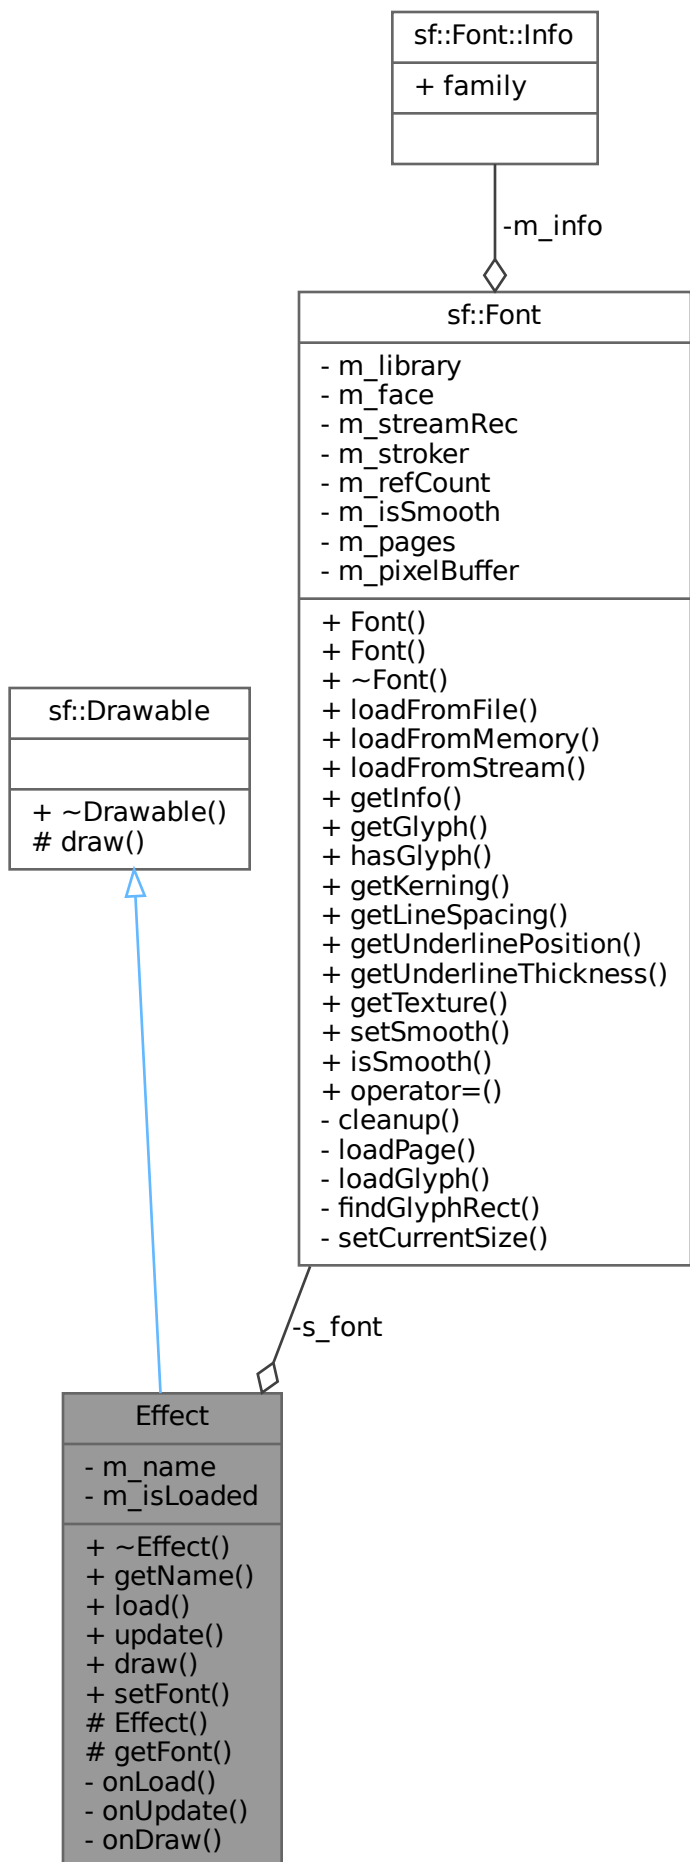 sf::Font::Info
+ family
-m_info
sf::Font
- m_library
- m_face
- m_streamRec
- m_stroker
- m_refCount
- m_isSmooth
- m_pages
- m_pixelBuffer
+ Font()
+ Font()
+ ~Font()
+ loadFromFile()
+ loadFromMemory()
+ loadFromStream()
+ getInfo()
+ getGlyph()
+ hasGlyph()
+ getKerning()
+ getLineSpacing()
+ getUnderlinePosition()
+ getUnderlineThickness()
+ getTexture()
+ setSmooth()
+ isSmooth()
+ operator=()
- cleanup()
- loadPage()
- loadGlyph()
- findGlyphRect()
- setCurrentSize()
sf::Drawable
+ ~Drawable()
# draw()
-s_font
Effect
- m_name
- m_isLoaded
+ ~Effect()
+ getName()
+ load()
+ update()
+ draw()
+ setFont()
# Effect()
# getFont()
- onLoad()
- onUpdate()
- onDraw()